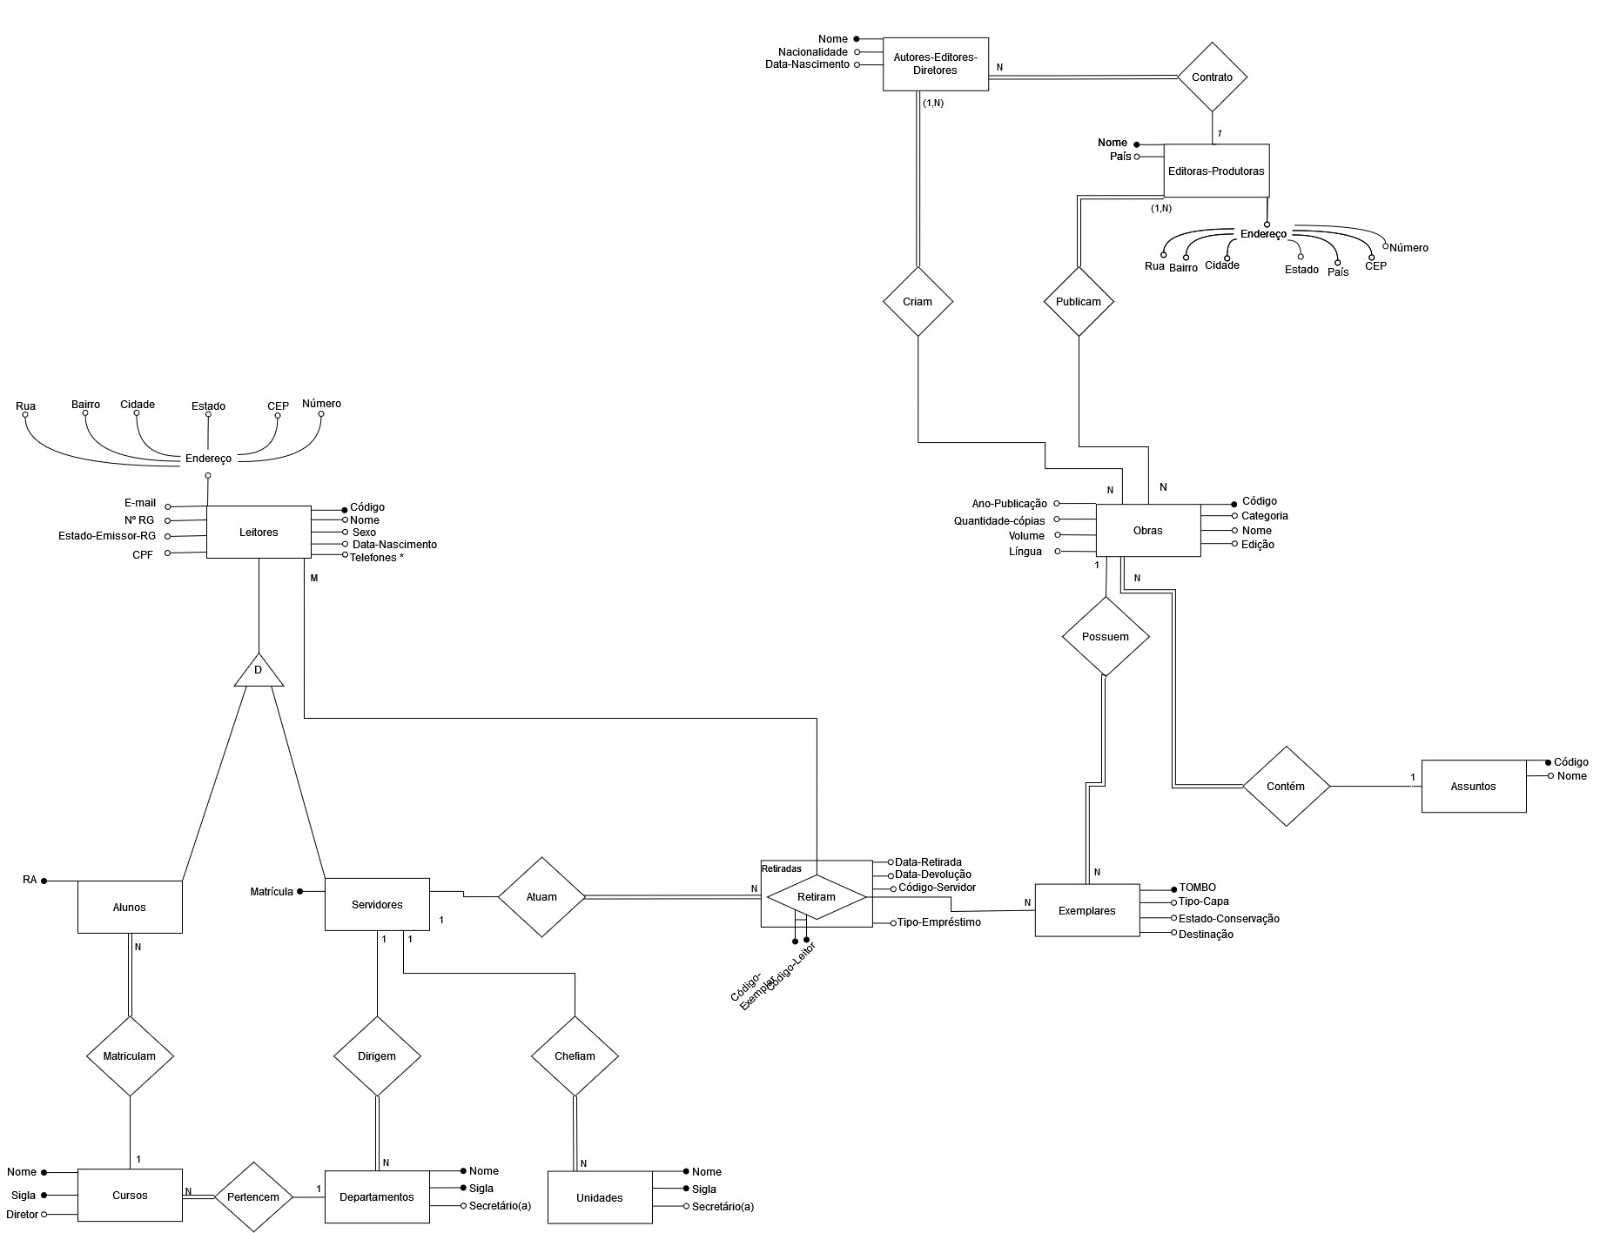 Nome
Nacionalidade
Data-Nascimento
Autores-Editores-
Diretores
N
Contrato
(1,N)
1
Nome
País
Editoras-Produtoras
(1,N)
Endereço
Rua
Bairro
Cidade
Estado
País
CEP
Número
Criam
Publicam
Rua
Bairro
Cidade
Estado
CEP
Número
Endereço
E-mail
Nº RG
Estado-Emissor-RG
CPF
Leitores
Código
Nome
Sexo
Data-Nascimento
Telefones *
M
N
N
Ano-Publicação
Quantidade-cópias
Volume
Língua
Obras
Código
Categoria
Nome
Edição
1
N
Possuem
D
Contém
1
Assuntos
Código
Nome
RA
Alunos
N
Matrícula
Servidores
1
1
1
Atuam
N
Retiradas
Retiram
Data-Retirada
Data-Devolução
Código-Servidor
Tipo-Empréstimo
Código-
Exemplar
Código-Leitor
N
N
Exemplares
TOMBO
Tipo-Capa
Estado-Conservação
Destinação
Matriculam
Dirigem
Chefiam
1
N
N
Nome
Sigla
Diretor
Cursos
N
Pertencem
1
Departamentos
Nome
Sigla
Secretário(a)
Unidades
Nome
Sigla
Secretário(a)